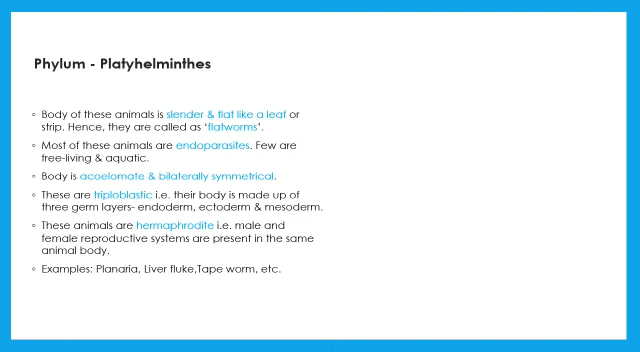 Phylum - Platyhelminthes
◦ Body of these animals is slender & flat like a leaf or
strip. Hence, they are called as ‘flatworms’.
◦ Most of these animals are endoparasites. Few are
free-living & aquatic.
◦ Body is acoelomate & bilaterally symmetrical.
◦ These are triploblastic i.e. their body is made up of
three germ layers- endoderm, ectoderm & mesoderm.
◦ These animals are hermaphrodite i.e. male and
female reproductive systems are present in the same
animal body.
◦ Examples: Planaria, Liver fluke,Tape worm, etc.